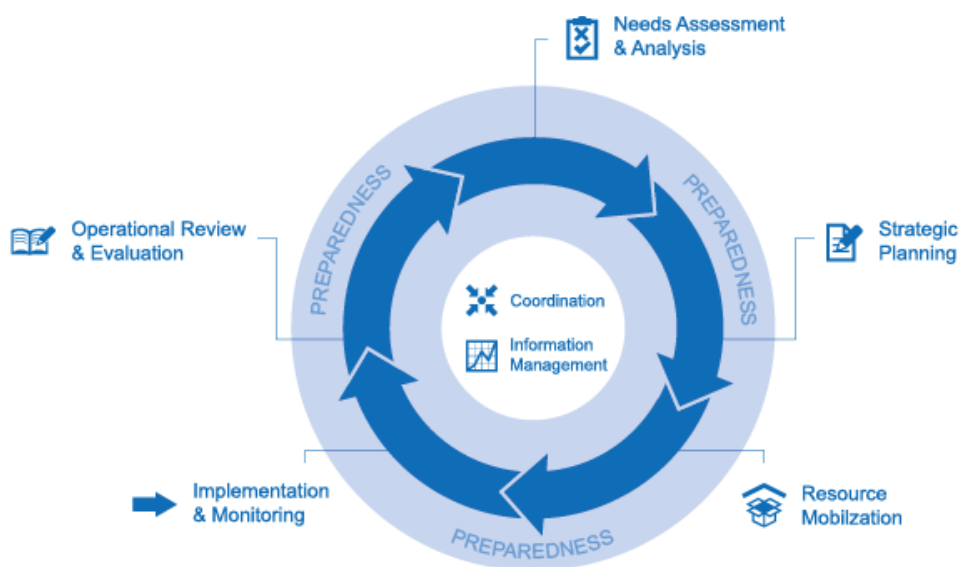 Needs Assessment
& Analysis
PREPAREDNESS
PREPAREDNESS
Operational Review
& Evaluation
Strategic
Planning
Coordination
Information
Management
Implementation
& Monitoring
Resource
Mobilzation
PREPAREDNESS